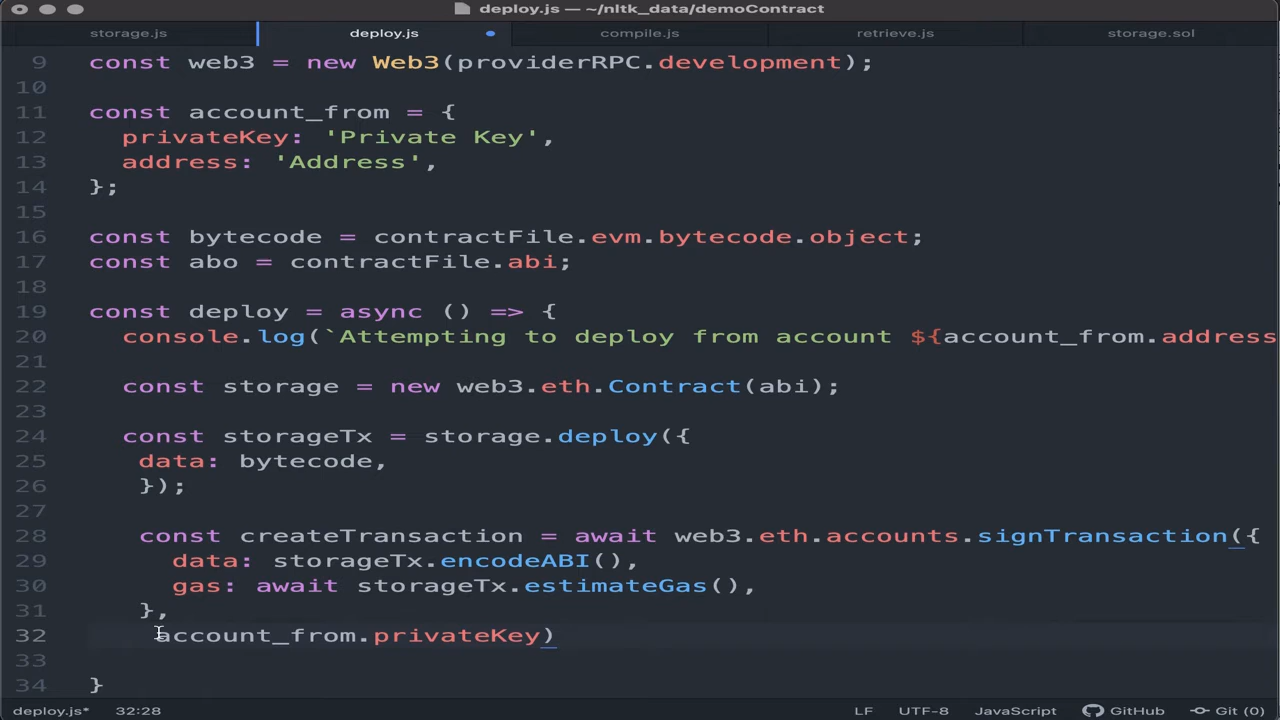 deploy.js — ~/nltk_data/demoContract
storage.js deploy.js compile.js retrieve.js storage.sol
9 const web3 = new Web3(providerRPC.development);
10
11 const account_from = {
12 privateKey: 'Private Key',
13 address: 'Address',
14 };
15
16 const bytecode = contractFile.evm.bytecode.object;
17 const abo = contractFile.abi;
18
19 const deploy = async () => {
20 console.log(`Attempting to deploy from account ${account_from.address
21
22 const storage = new web3.eth.Contract(abi);
23
24 const storageTx = storage.deploy({
25 data: bytecode,
26 });
27
28 const createTransaction = await web3.eth.accounts.signTransaction({
29 data: storageTx.encodeABI(),
30 gas: await storageTx.estimateGas(),
31 },
32 account_from.privateKey)
33
34 }
deploy.js* 32:28 LF UTF-8 JavaScript GitHub Git (0)